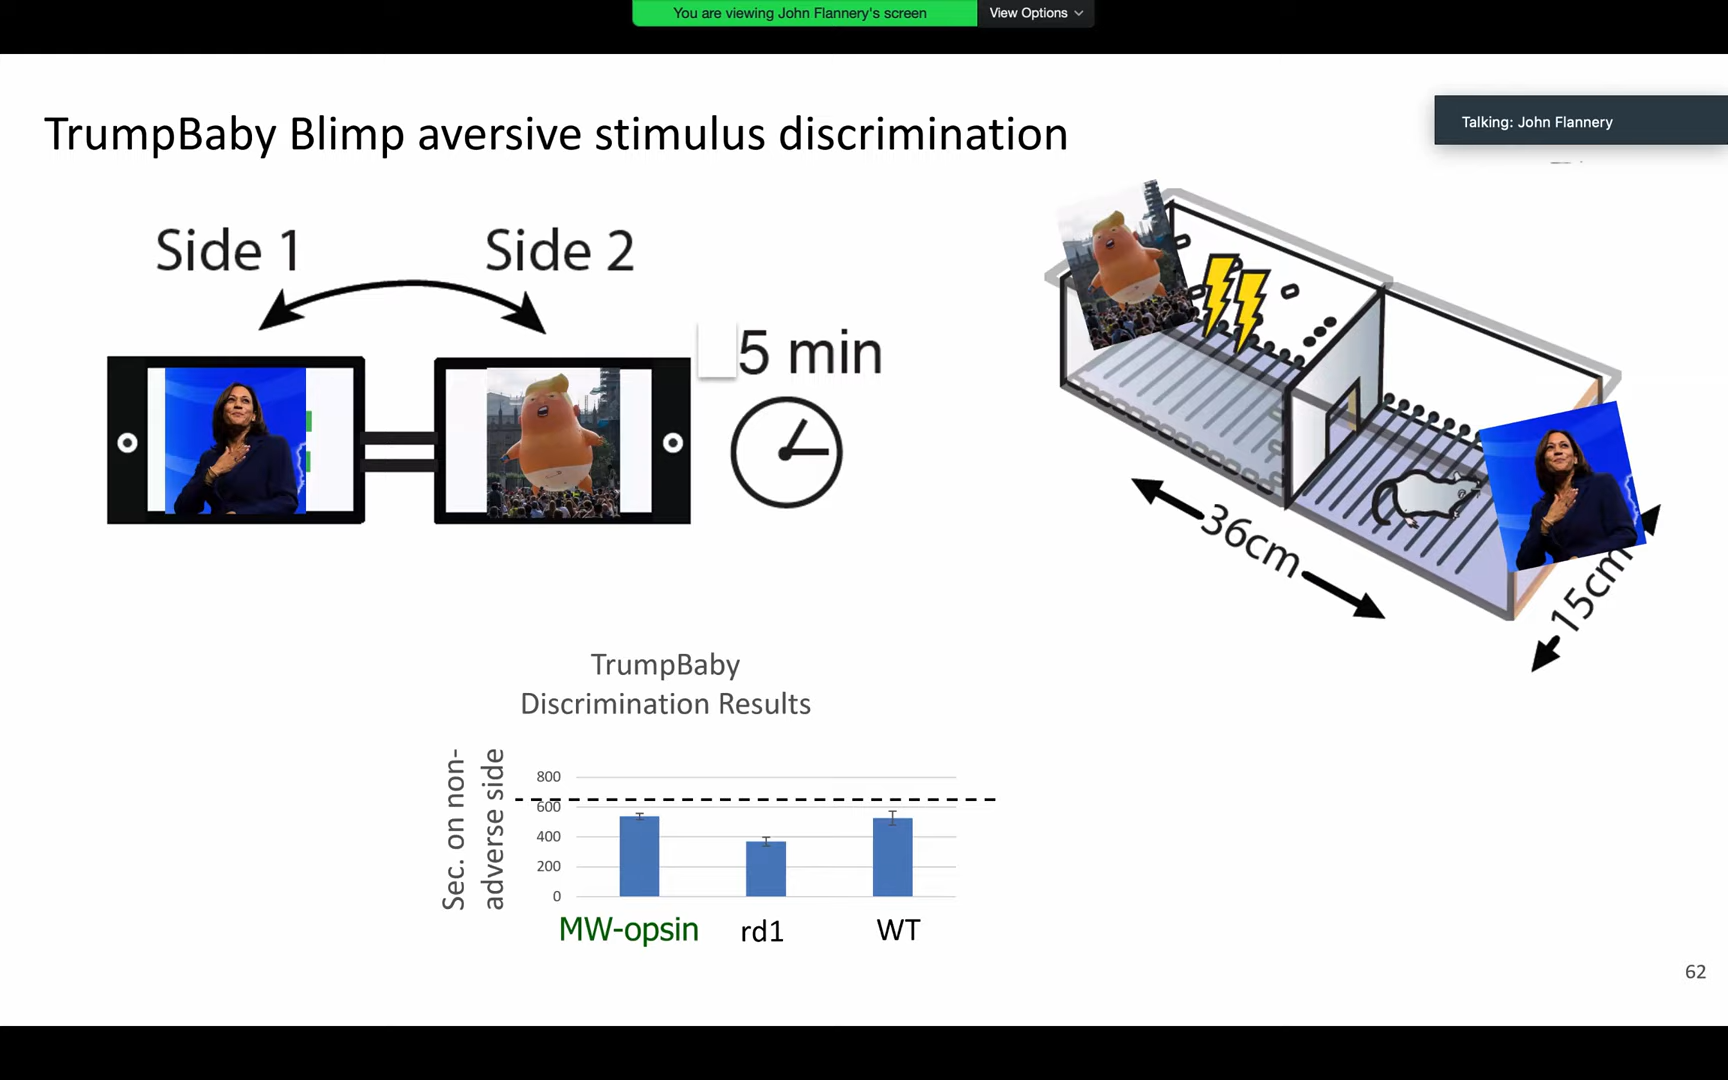 You are viewing John Flannery's screen
View Options
Talking: John Flannery
TrumpBaby Blimp aversive stimulus discrimination
Side 1
Side 2
5 min
36cm
15cm
TrumpBaby
Discrimination Results
Sec. on non-
adverse side
800
600
400
200
0
MW-opsin
rd1
WT
62